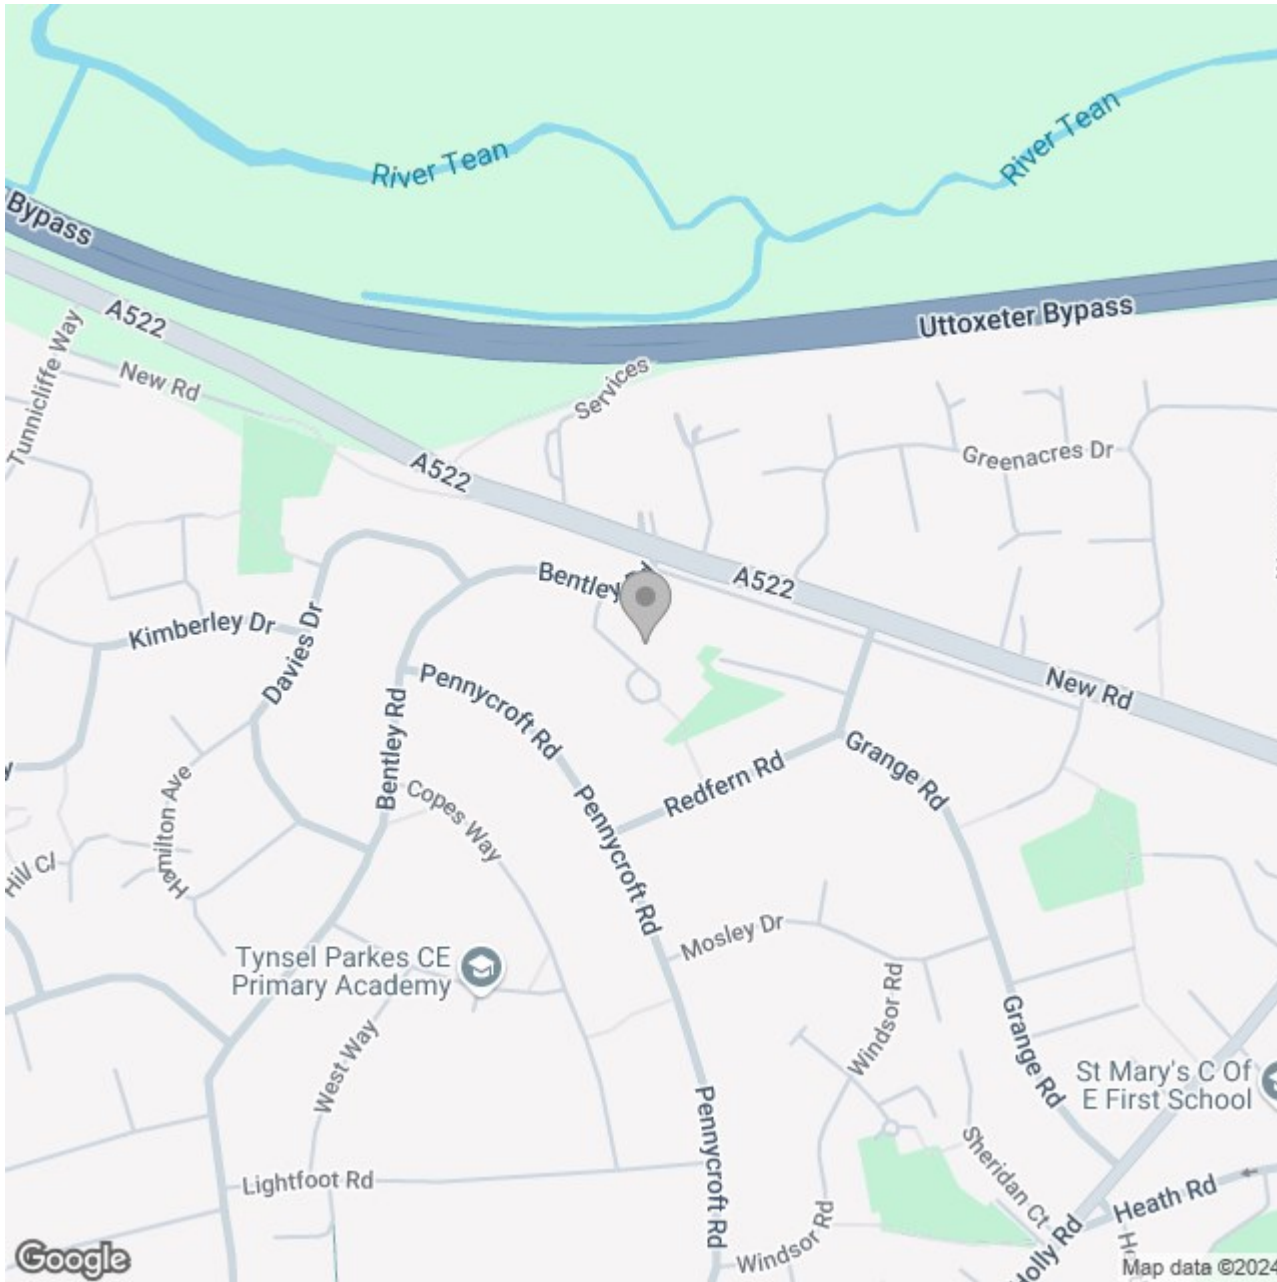 River Tean
River Tean
Bypass
Uttoxeter Bypass
A522
Tunnicliffe Way
New Rd
Services
Greenacres Dr
A522
Bentley
A522
Kimberley Dr
Davies Dr
Pennycroft Rd
New Rd
Bentley Rd
Grange Rd
Redfern Rd
Copes Way
Hamilton Ave
Pennycroft Rd
Hill Cl
Mosley Dr
Tynsel Parkes CE
Primary Academy
Windsor Rd
West Way
Grange Rd
St Mary's C Of
E First School
Pennycroft Rd
Sheridan Ct
Lightfoot Rd
Heath Rd
Windsor Rd
Holly Rd
Google
Map data ©2024